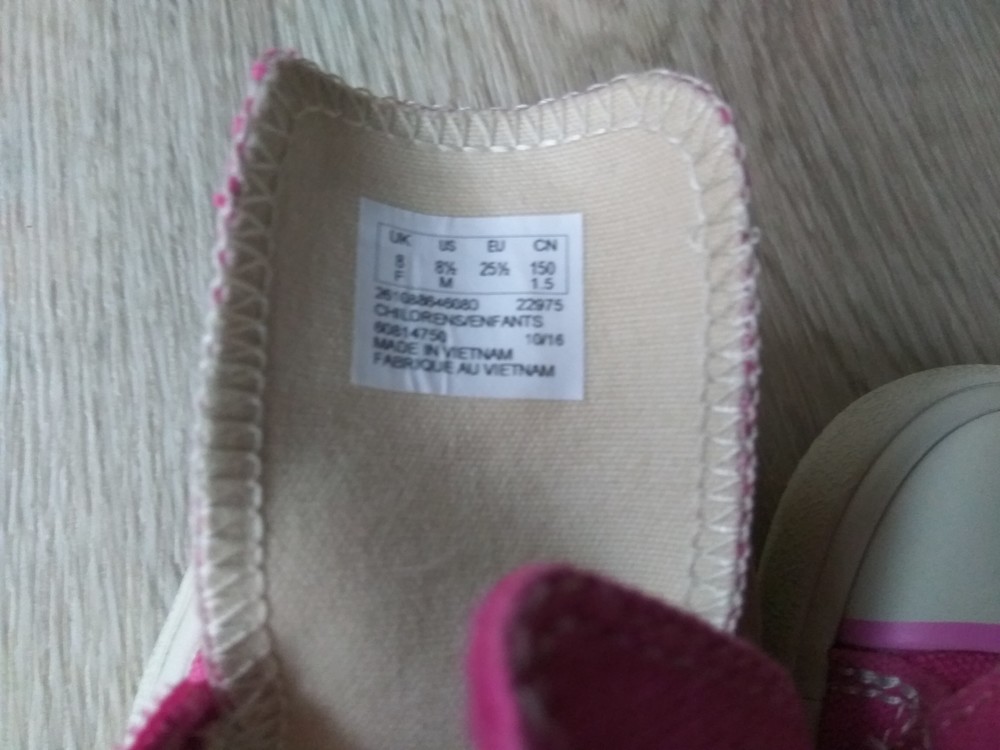 UK US EU CN
8 8½ 25½ 150
F M 1.5
261088646080 22975
CHILDRENS/ENFANTS
60814756 10/16
MADE IN VIETNAM
FABRIQUE AU VIETNAM